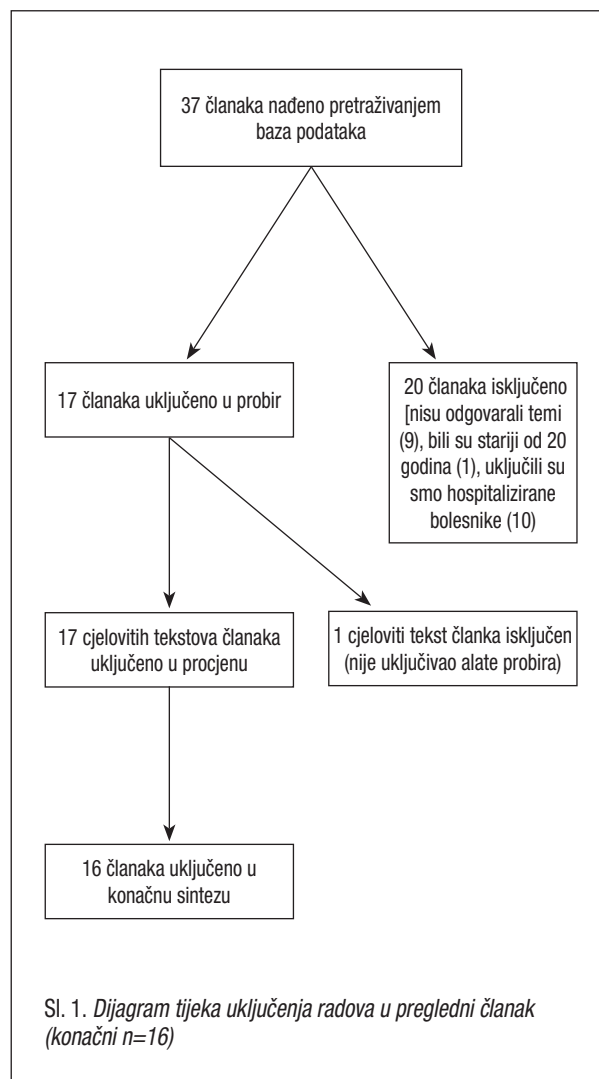 37 članaka nađeno pretraživanjem
baza podataka
17 članaka uključeno u probir
20 članaka isključeno
[nisu odgovarali temi
(9), bili su stariji od 20
godina (1), uključili su
smo hospitalizirane
bolesnike (10)
17 cjelovitih tekstova članaka
uključeno u procjenu
1 cjeloviti tekst članka isključen
(nije uključivao alate probira)
16 članaka uključeno u
konačnu sintezu
Sl. 1. Dijagram tijeka uključenja radova u pregledni članak
(konačni n=16)